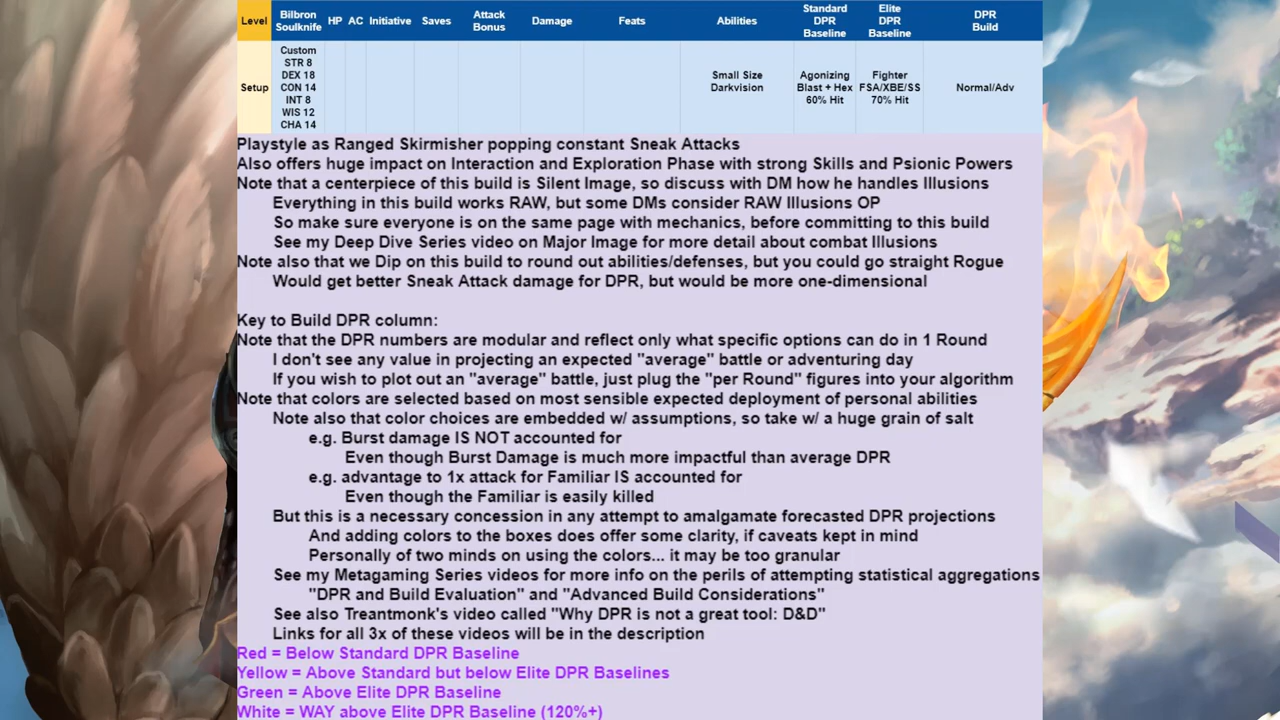 Level
Bilbron Soulknife
HP
AC
Initiative
Saves
Attack Bonus
Damage
Feats
Abilities
Standard DPR Baseline
Elite DPR Baseline
DPR Build
Setup
Custom
STR 8
DEX 18
CON 14
INT 8
WIS 12
CHA 14
Small Size
Darkvision
Agonizing
Blast + Hex
60% Hit
Fighter
FSA/XBE/SS
70% Hit
Normal/Adv
Playstyle as Ranged Skirmisher popping constant Sneak Attacks
Also offers huge impact on Interaction and Exploration Phase with strong Skills and Psionic Powers
Note that a centerpiece of this build is Silent Image, so discuss with DM how he handles Illusions
Everything in this build works RAW, but some DMs consider RAW Illusions OP
So make sure everyone is on the same page with mechanics, before committing to this build
See my Deep Dive Series video on Major Image for more detail about combat Illusions
Note also that we Dip on this build to round out abilities/defenses, but you could go straight Rogue
Would get better Sneak Attack damage for DPR, but would be more one-dimensional
Key to Build DPR column:
Note that the DPR numbers are modular and reflect only what specific options can do in 1 Round
I don't see any value in projecting an expected "average" battle or adventuring day
If you wish to plot out an "average" battle, just plug the "per Round" figures into your algorithm
Note that colors are selected based on most sensible expected deployment of personal abilities
Note also that color choices are embedded w/ assumptions, so take w/ a huge grain of salt
e.g. Burst damage IS NOT accounted for
Even though Burst Damage is much more impactful than average DPR
e.g. advantage to 1x attack for Familiar IS accounted for
Even though the Familiar is easily killed
But this is a necessary concession in any attempt to amalgamate forecasted DPR projections
And adding colors to the boxes does offer some clarity, if caveats kept in mind
Personally of two minds on using the colors... it may be too granular
See my Metagaming Series videos for more info on the perils of attempting statistical aggregations
"DPR and Build Evaluation" and "Advanced Build Considerations"
See also Treantmonk's video called "Why DPR is not a great tool: D&D"
Links for all 3x of these videos will be in the description
Red = Below Standard DPR Baseline
Yellow = Above Standard but below Elite DPR Baselines
Green = Above Elite DPR Baseline
White = WAY above Elite DPR Baseline (120%+)